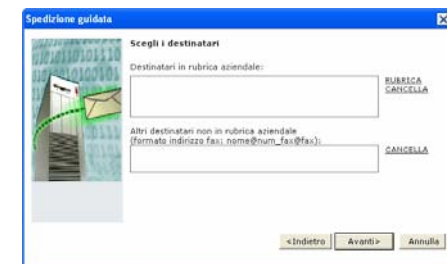 Spedizione guidata
Scegli i destinatari
Destinatari in rubrica aziendale:
RUBRICA
CANCELLA
Altri destinatari non in rubrica aziendale
(formato indirizzo fax: nome@num_fax@fax):
CANCELLA
<Indietro Avanti> Annulla